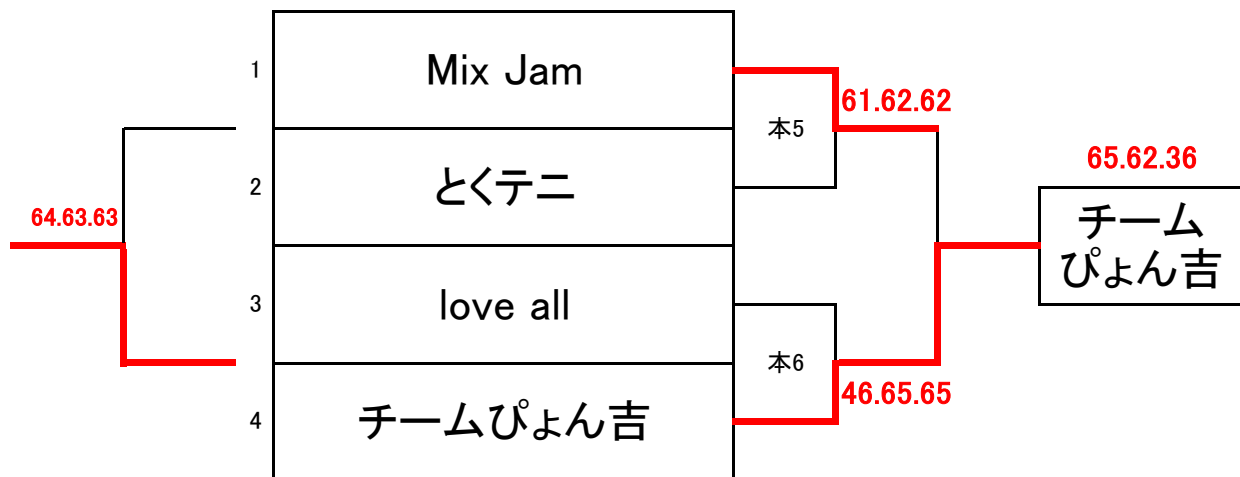 1
Mix Jam
61.62.62
本5
65.62.36
2
とくテニ
64.63.63
チーム
ぴょん吉
3
love all
本6
46.65.65
4
チームぴょん吉